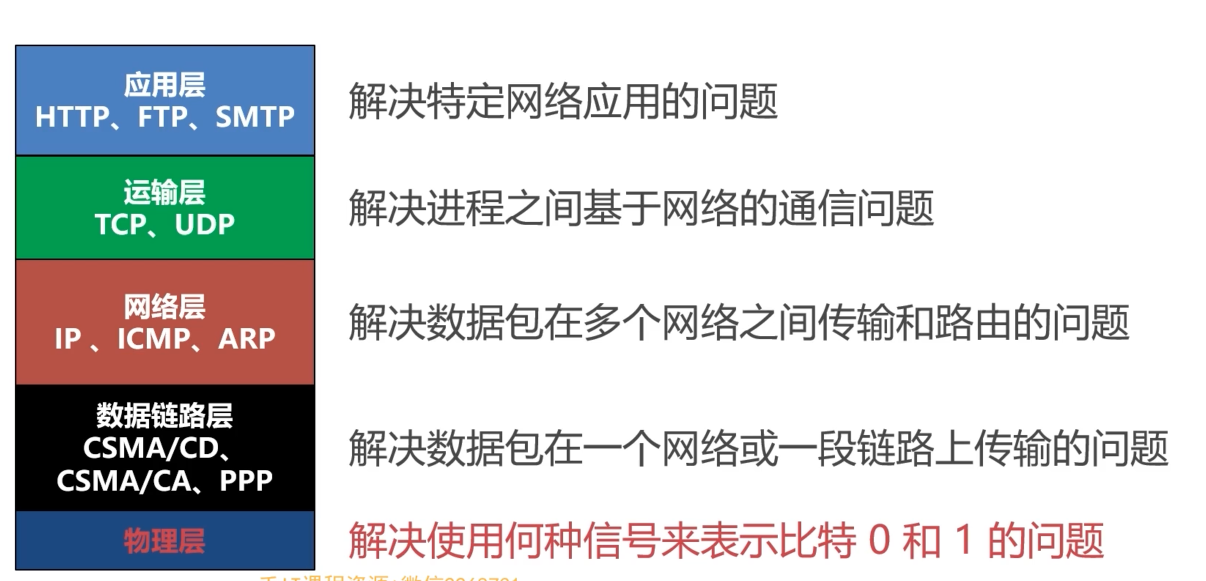 应用层
HTTP、FTP、SMTP
解决特定网络应用的问题
运输层
TCP、UDP
解决进程之间基于网络的通信问题
网络层
IP 、ICMP、ARP
解决数据包在多个网络之间传输和路由的问题
数据链路层
CSMA/CD、
CSMA/CA、PPP
解决数据包在一个网络或一段链路上传输的问题
物理层
解决使用何种信号来表示比特 0 和 1 的问题